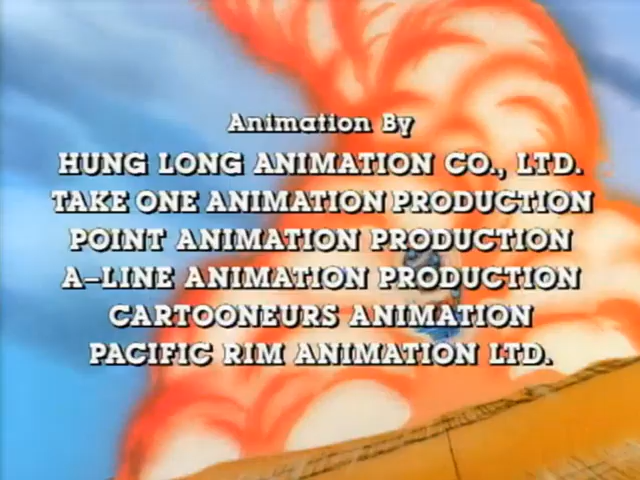 Animation By
HUNG LONG ANIMATION CO., LTD.
TAKE ONE ANIMATION PRODUCTION
POINT ANIMATION PRODUCTION
A-LINE ANIMATION PRODUCTION
CARTOONEURS ANIMATION
PACIFIC RIM ANIMATION LTD.